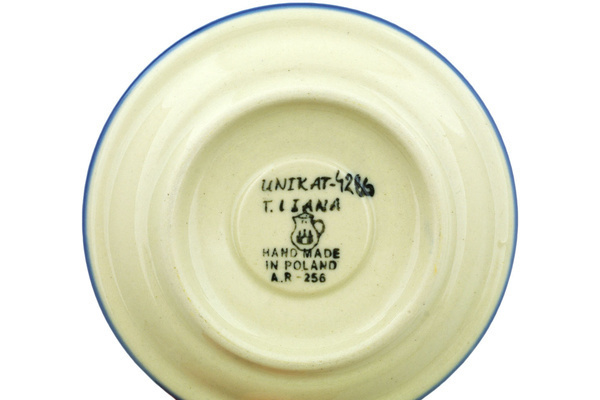 UNIKAT-4286
T. LIANA
HAND MADE
IN POLAND
A.R-256